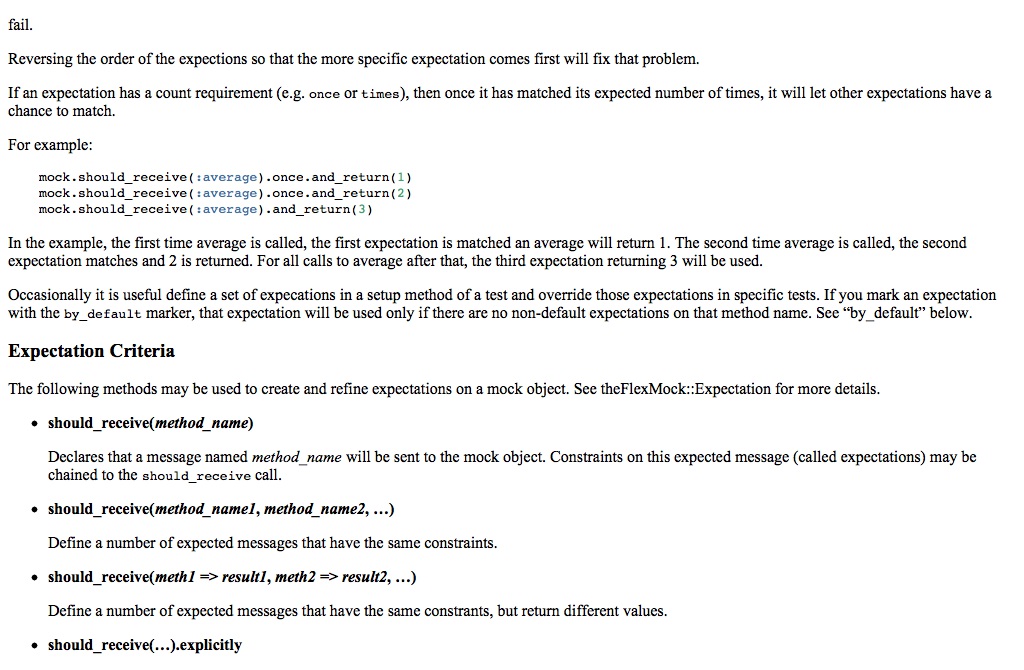 fail.
Reversing the order of the expections so that the more specific expectation comes first will fix that problem.
If an expectation has a count requirement (e.g. once or times), then once it has matched its expected number of times, it will let other expectations have a
chance to match.
For example:
mock.should_receive(:average).once.and_return(1)
mock.should_receive(:average).once.and_return(2)
mock.should_receive(:average).and_return(3)
In the example, the first time average is called, the first expectation is matched an average will return 1. The second time average is called, the second
expectation matches and 2 is returned. For all calls to average after that, the third expectation returning 3 will be used.
Occasionally it is useful define a set of expecations in a setup method of a test and override those expectations in specific tests. If you mark an expectation
with the by_default marker, that expectation will be used only if there are no non-default expectations on that method name. See “by_default” below.
Expectation Criteria
The following methods may be used to create and refine expectations on a mock object. See theFlexMock::Expectation for more details.
• should_receive(method_name)
Declares that a message named method_name will be sent to the mock object. Constraints on this expected message (called expectations) may be
chained to the should_receive call.
• should_receive(method_name1, method_name2, …)
Define a number of expected messages that have the same constraints.
• should_receive(meth1 => result1, meth2 => result2, …)
Define a number of expected messages that have the same constrants, but return different values.
• should_receive(…).explicitly